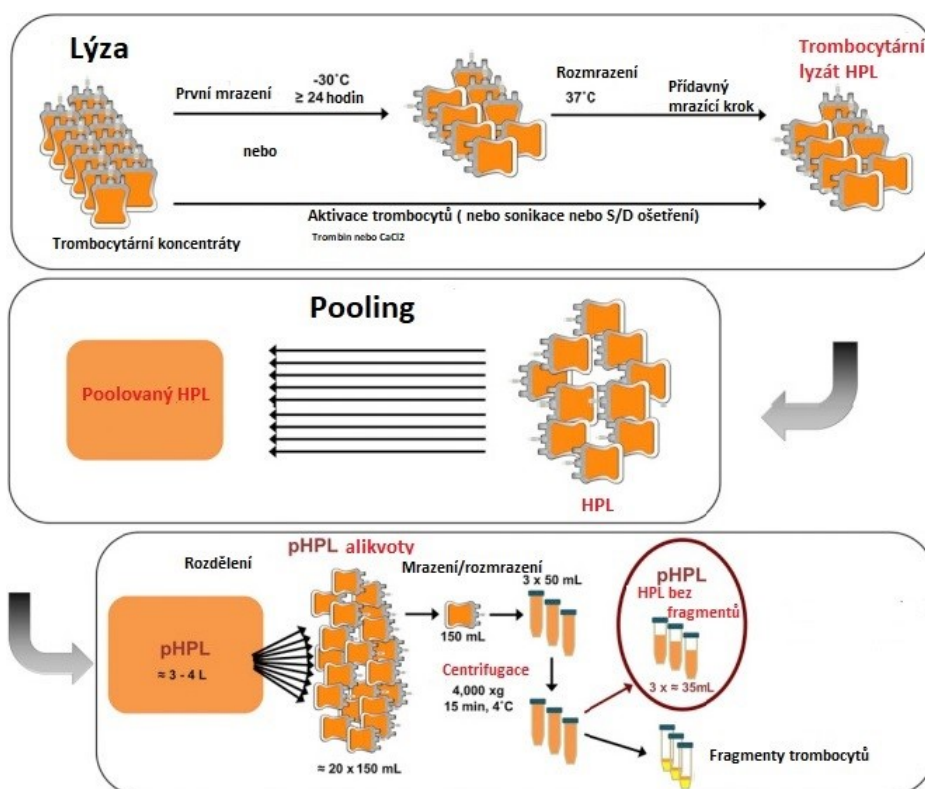 Lýza
První mrazení
-30°C
≥ 24 hodin
Rozmrazení
37°C
Přídavný
mrazící krok
Trombocytární
lyzát HPL
nebo
Aktivace trombocytů ( nebo sonikace nebo S/D ošetření)
Trombin nebo CaCl2
Trombocytární koncentráty
Pooling
Poolovaný HPL
HPL
Rozdělení
pHPL alikvoty
Mrazení/rozmrazení
pHPL
≈ 3 - 4 L
≈ 20 x 150 mL
150 mL
3 x 50 mL
Centrifugace
4,000 xg
15 min, 4°C
pHPL
HPL bez
fragmentů
3 x ≈ 35mL
Fragmenty trombocytů